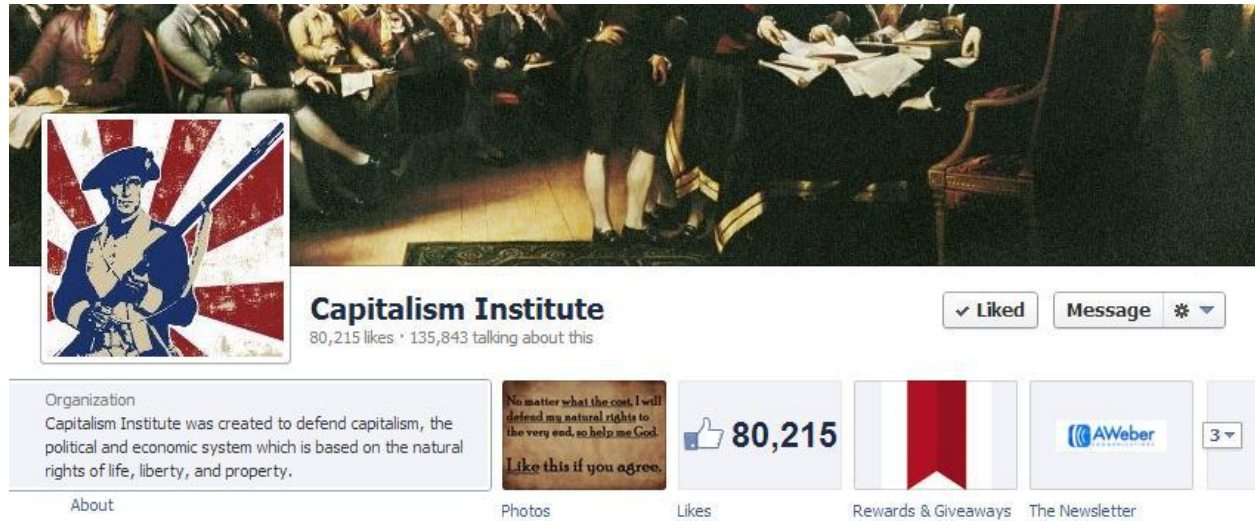 Capitalism Institute
80,215 likes · 135,843 talking about this
Liked
Message
Organization
Capitalism Institute was created to defend capitalism, the
political and economic system which is based on the natural
rights of life, liberty, and property.
About
No matter what the cost, I will
defend my natural rights to
the very end, so help me God.
Like this if you agree.
Photos
80,215
Likes
Rewards & Giveaways
AWeber
The Newsletter
3